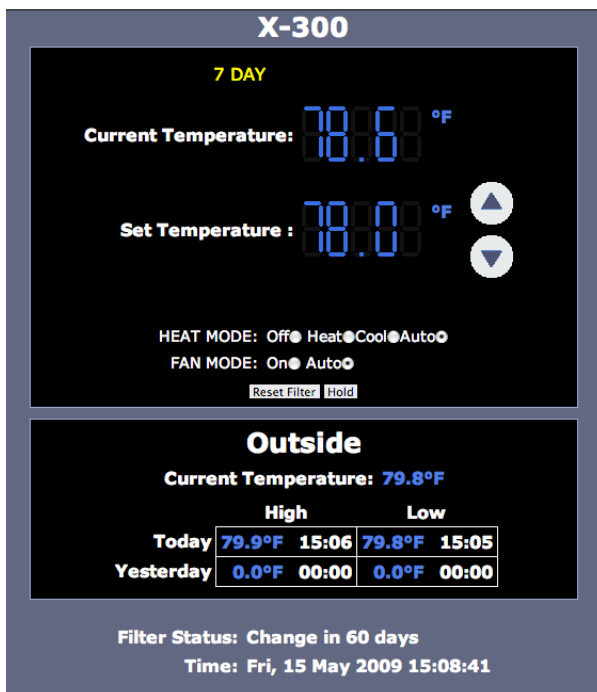 X-300
7 DAY
Current Temperature: 78.6 °F
Set Temperature : 78.0 °F
HEAT MODE: Off Heat Cool Auto
FAN MODE: On Auto
Reset Filter Hold
Outside
Current Temperature: 79.8°F
High Low
Today 79.9°F 15:06 79.8°F 15:05
Yesterday 0.0°F 00:00 0.0°F 00:00
Filter Status: Change in 60 days
Time: Fri, 15 May 2009 15:08:41